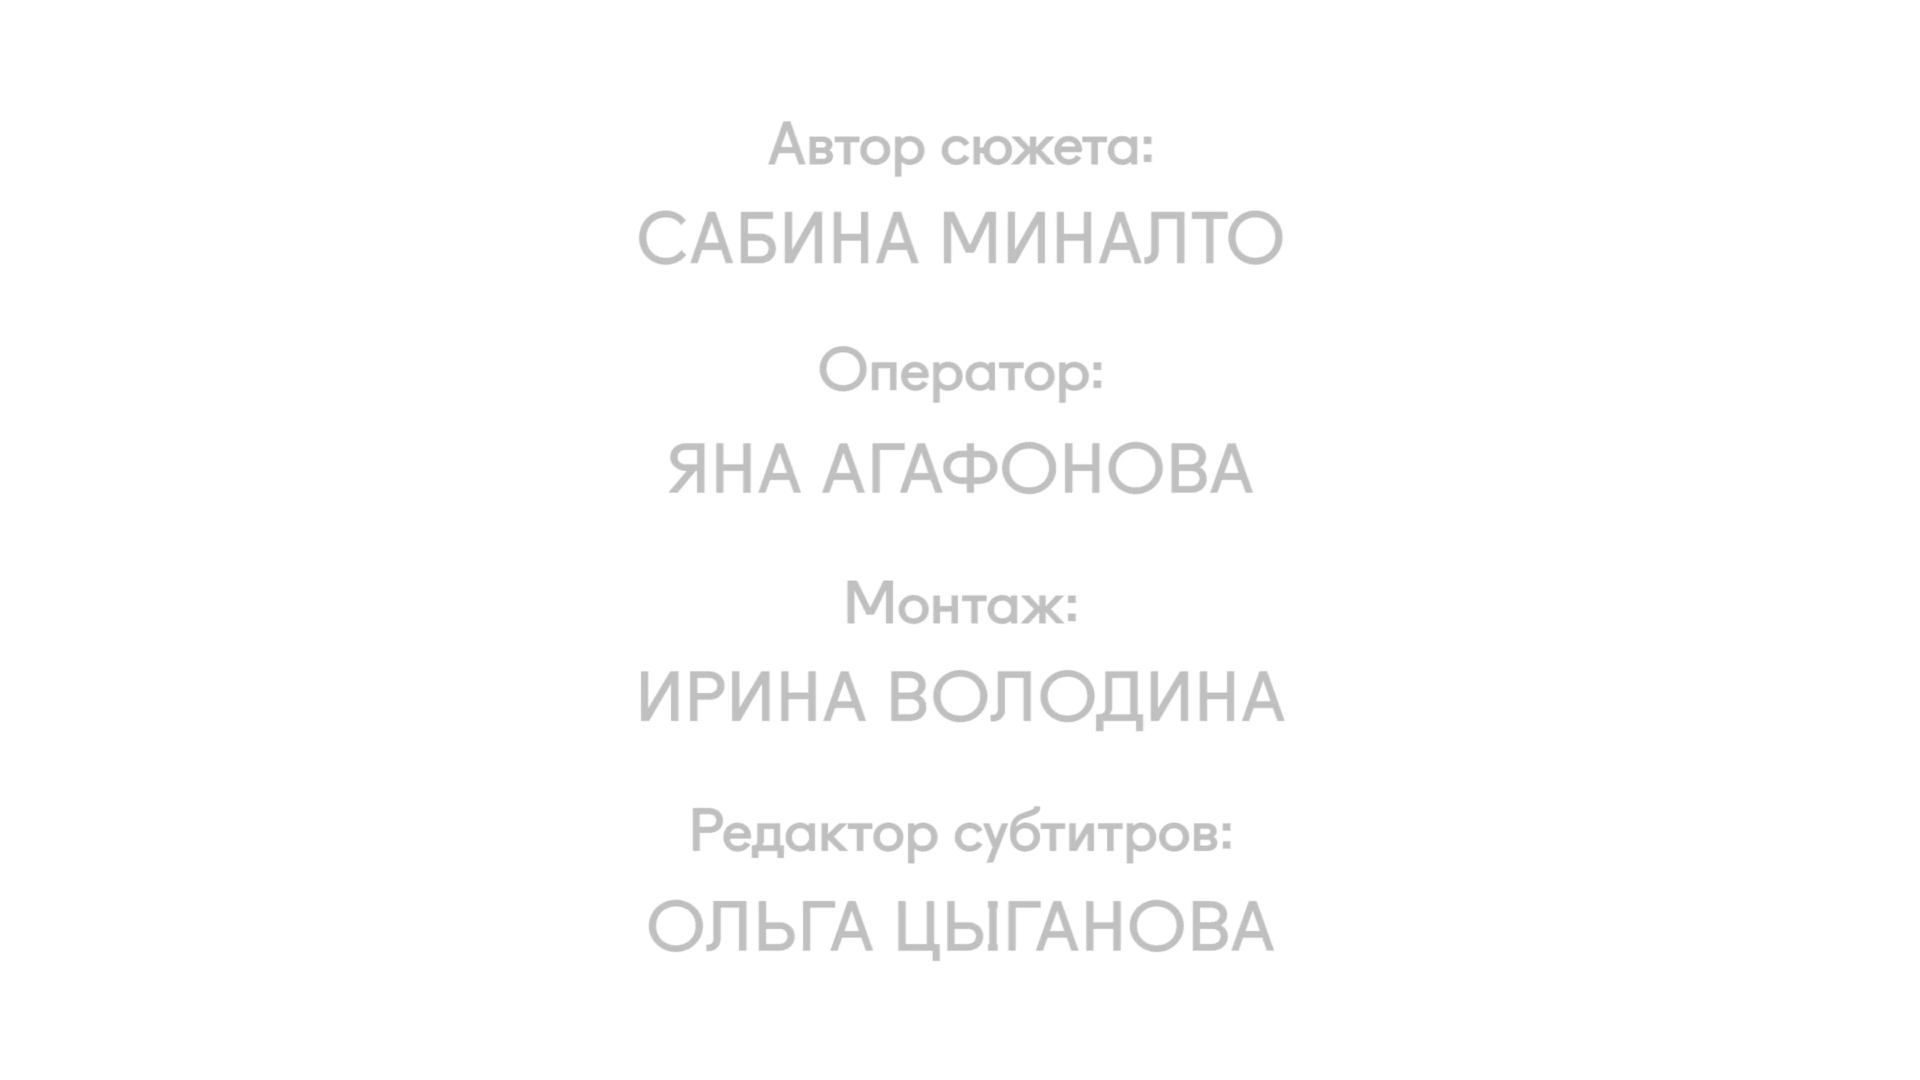 Автор сюжета:
САБИНА МИНАЛТО
Оператор:
ЯНА АГАФОНОВА
Монтаж:
ИРИНА ВОЛОДИНА
Редактор субтитров:
ОЛЬГА ЦЫГАНОВА